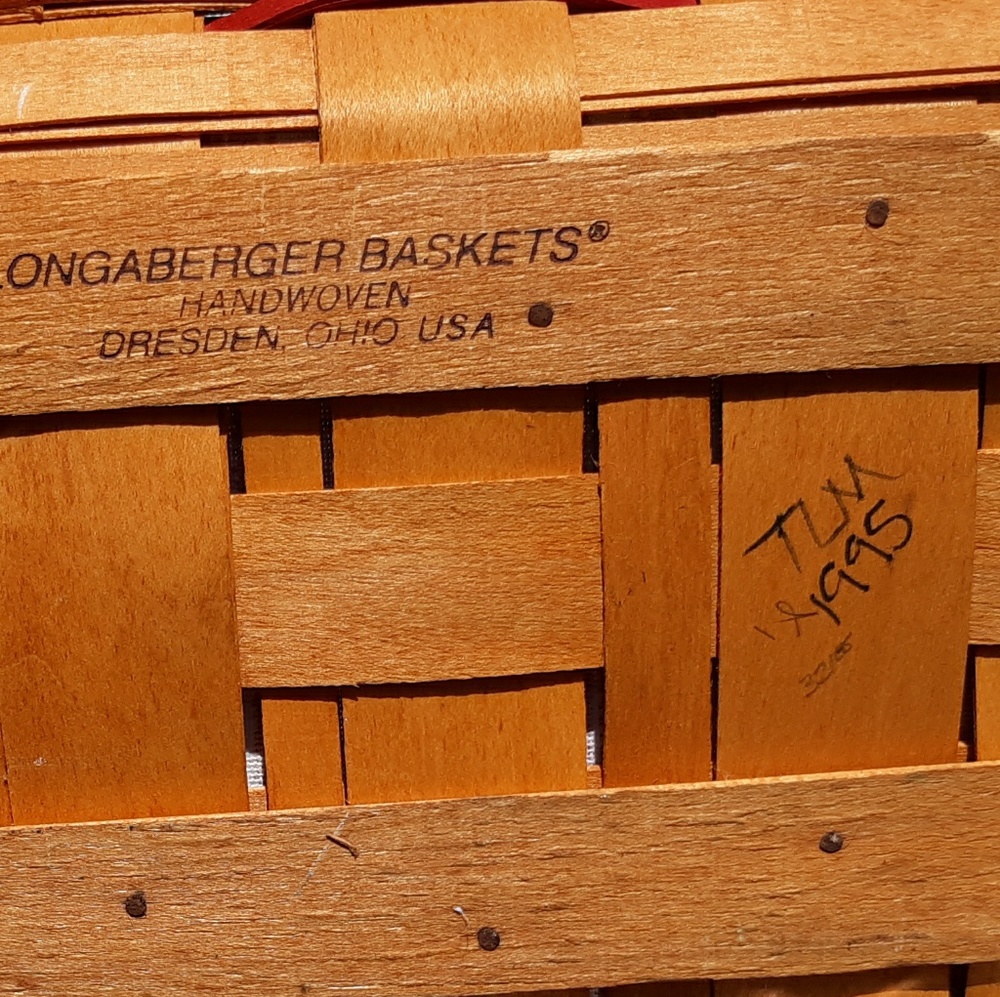 LONGABERGER BASKETS®
HANDWOVEN
DRESDEN, OHIO USA
TLM
1995